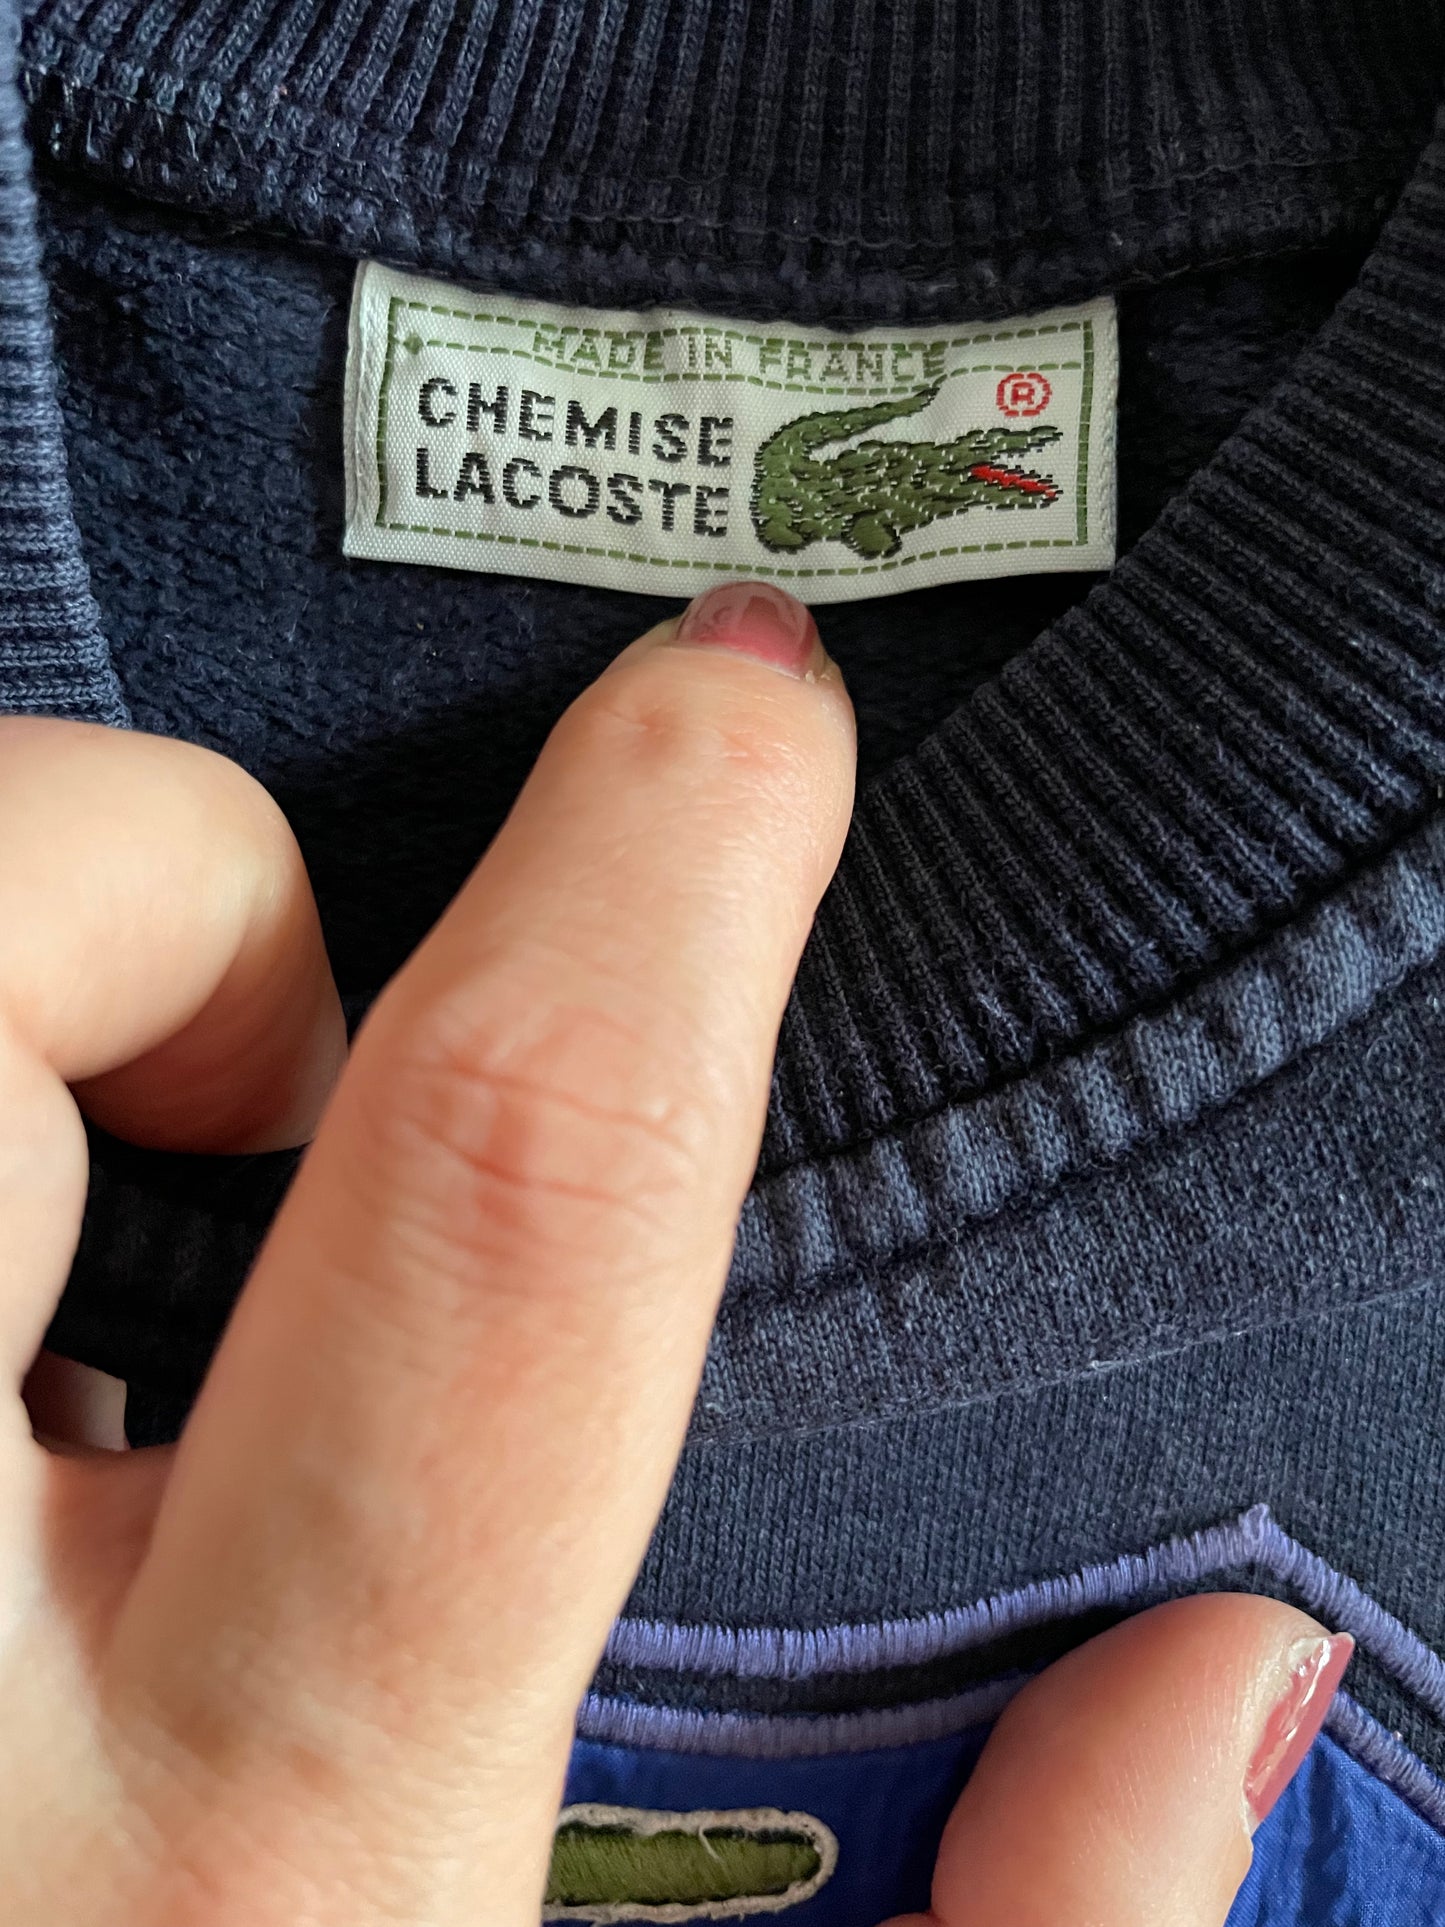 MADE IN FRANCE
CHEMISE
LACOSTE
®